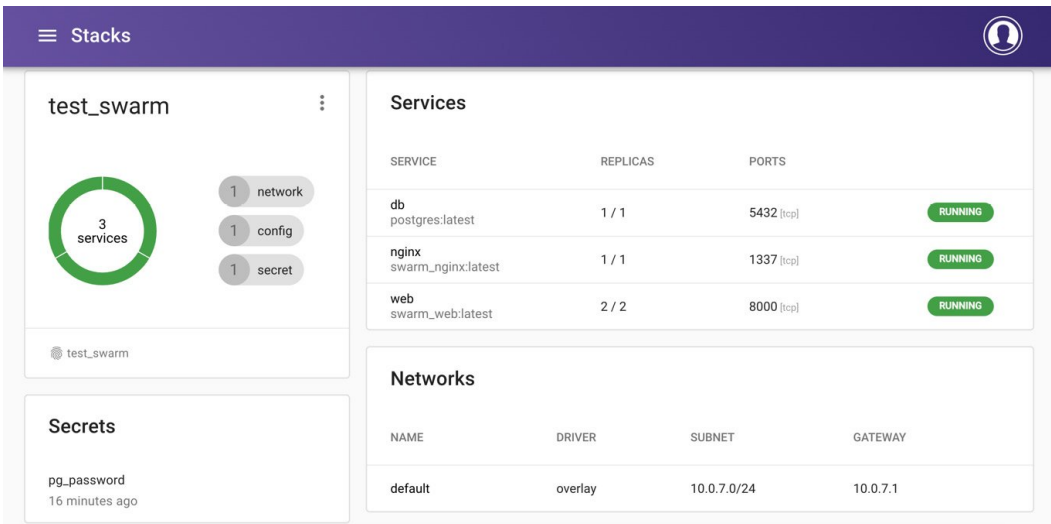 Stacks
test_swarm
3
services
1 network
1 config
1 secret
test_swarm
Secrets
pg_password
16 minutes ago
Services
SERVICE REPLICAS PORTS
db
postgres:latest
1 / 1 5432 [tcp] RUNNING
nginx
swarm_nginx:latest
1 / 1 1337 [tcp] RUNNING
web
swarm_web:latest
2 / 2 8000 [tcp] RUNNING
Networks
NAME DRIVER SUBNET GATEWAY
default overlay 10.0.7.0/24 10.0.7.1